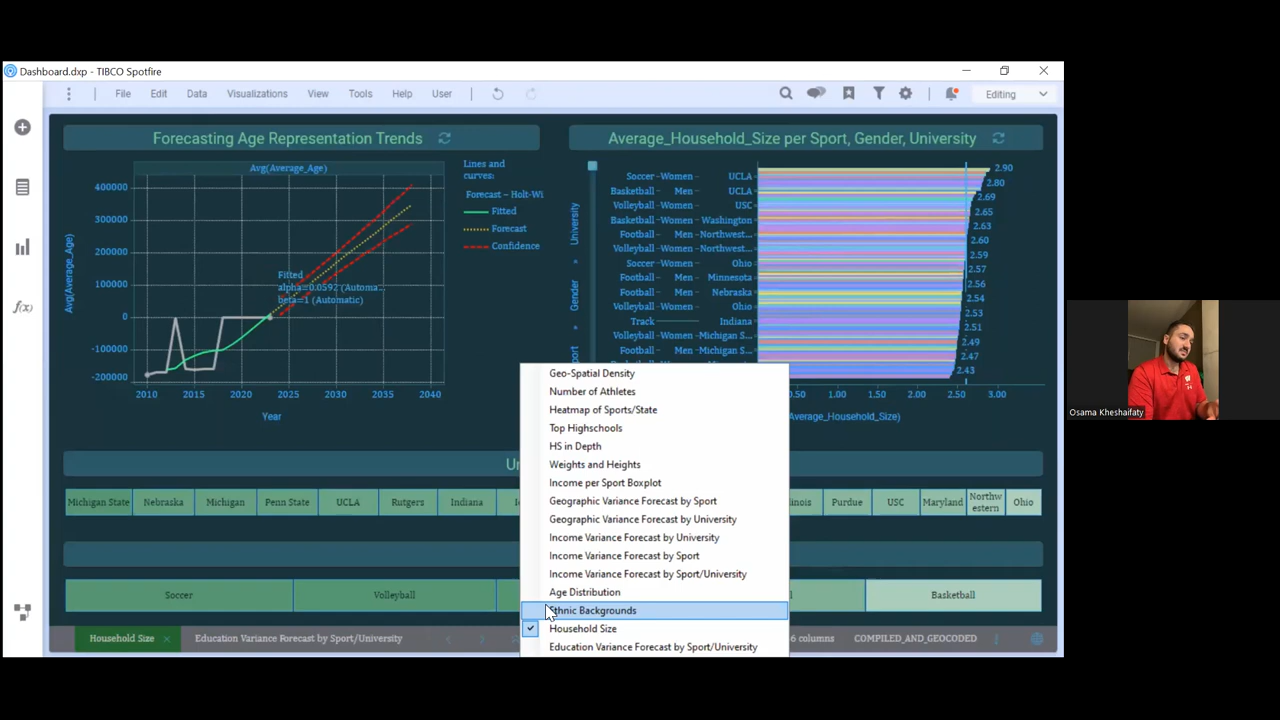 Dashboard.dxp - TIBCO Spotfire
File Edit Data Visualizations View Tools Help User
Editing
Forecasting Age Representation Trends
Avg(Average_Age)
400000
300000
200000
100000
0
-100000
-200000
Avg(Average_Age)
2010 2015 2020 2025 2030 2035 2040
Year
Fitted
alpha=0.0592 (Automa...
beta=1 (Automatic)
Lines and
curves:
Forecast – Holt-Wi
Fitted
Forecast
Confidence
Average_Household_Size per Sport, Gender, University
University
Gender
Soccer Women UCLA 2.90
Basketball Men UCLA 2.80
Volleyball Women USC 2.69
Basketball Women Washington 2.65
Football Men Northwest... 2.63
Volleyball Women Northwest... 2.60
Soccer Women Ohio 2.59
Football Men Minnesota 2.57
Football Men Nebraska 2.56
Volleyball Women Ohio 2.54
Track Indiana 2.53
Volleyball Women Michigan S... 2.51
Football Men Michigan S... 2.49
2.47
2.43
1.00 1.50 2.00 2.50 3.00
Average_Household_Size)
Geo-Spatial Density
Number of Athletes
Heatmap of Sports/State
Top Highschools
HS in Depth
Weights and Heights
Income per Sport Boxplot
Geographic Variance Forecast by Sport
Geographic Variance Forecast by University
Income Variance Forecast by University
Income Variance Forecast by Sport
Income Variance Forecast by Sport/University
Age Distribution
Ethnic Backgrounds
Household Size
Education Variance Forecast by Sport/University
Michigan State Nebraska Michigan Penn State UCLA Rutgers Indiana Purdue USC Maryland Northwestern Ohio
Soccer Volleyball Basketball
Household Size Education Variance Forecast by Sport/University columns COMPILED_AND_GEOCODED
Osama Kheshaifaty